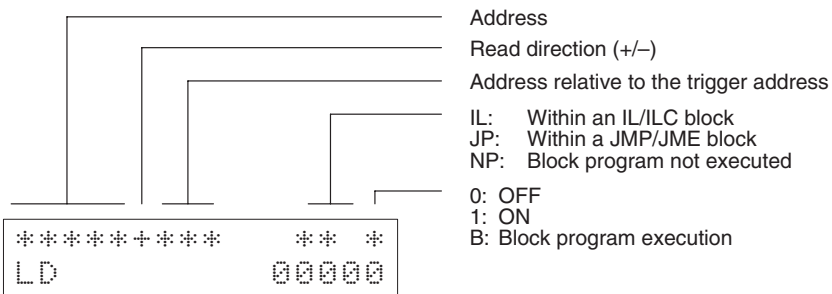 Address
Read direction (+/–)
Address relative to the trigger address
IL: Within an IL/ILC block
JP: Within a JMP/JME block
NP: Block program not executed
0: OFF
1: ON
B: Block program execution
*****+*** ** *
LD 00000